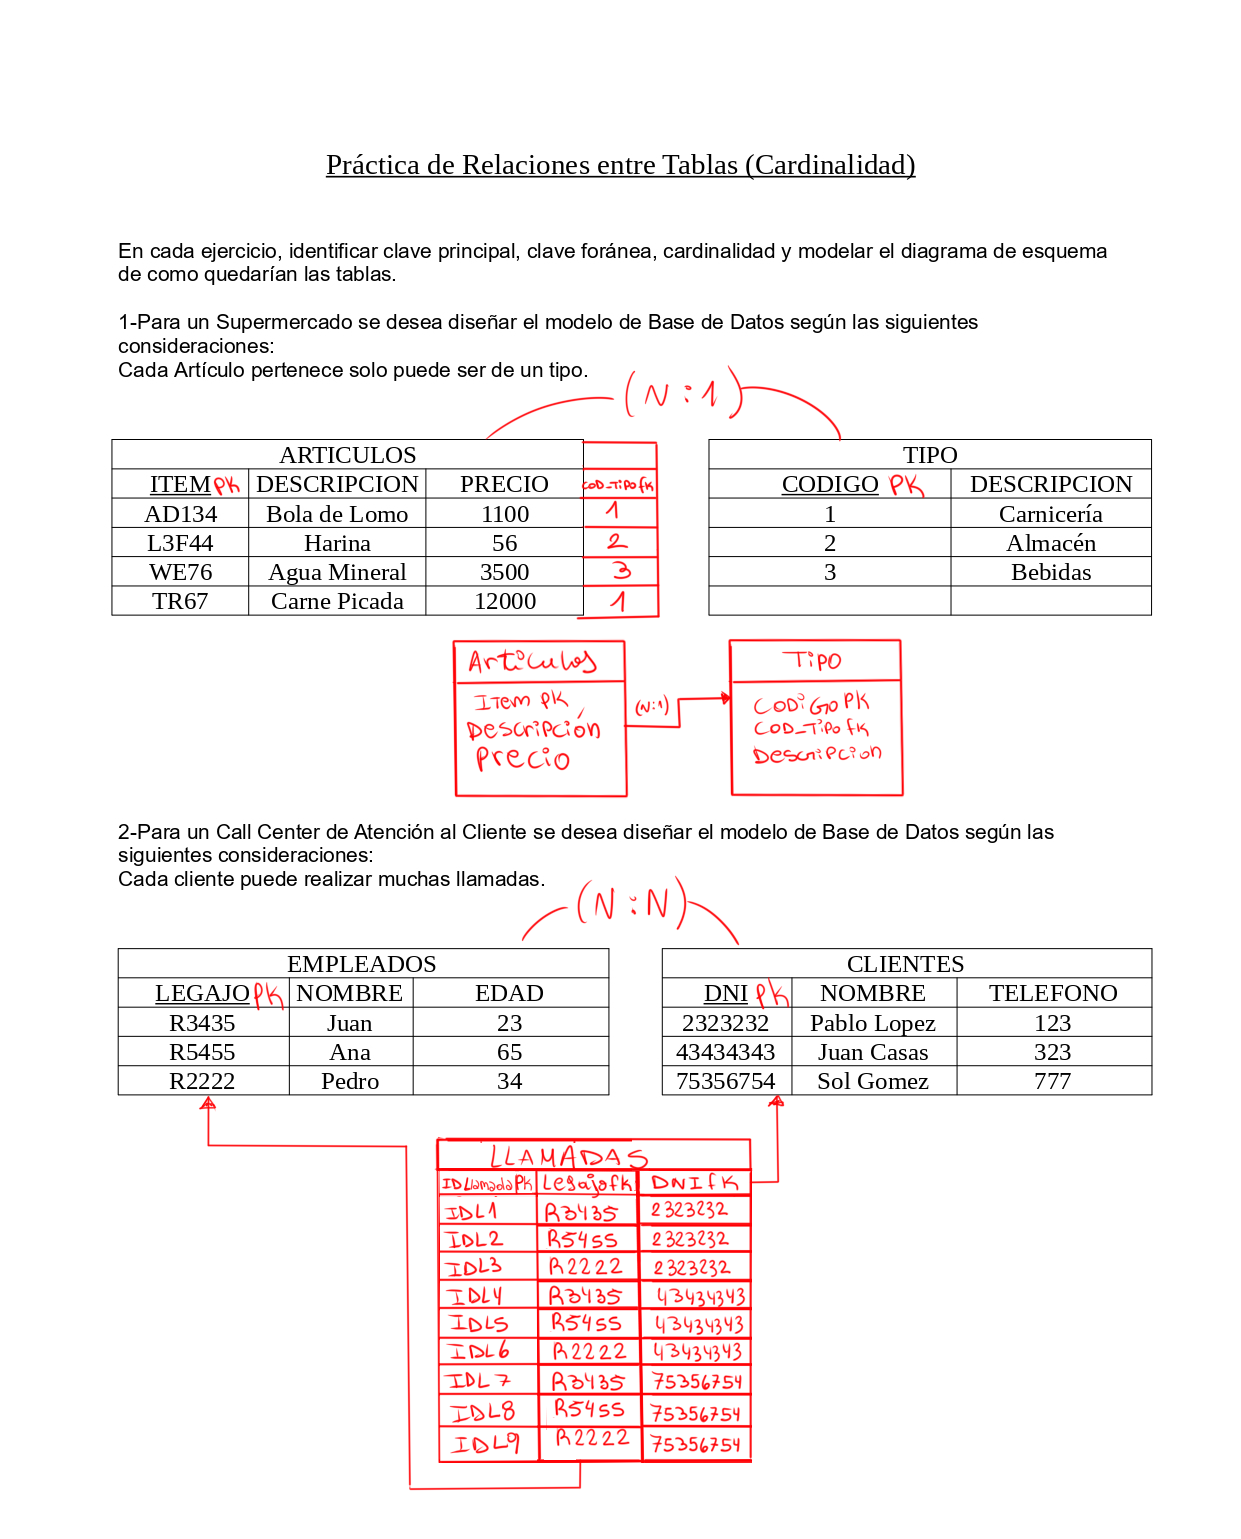 Práctica de Relaciones entre Tablas (Cardinalidad)
En cada ejercicio, identificar clave principal, clave foránea, cardinalidad y modelar el diagrama de esquema
de como quedarían las tablas.
1-Para un Supermercado se desea diseñar el modelo de Base de Datos según las siguientes
consideraciones:
Cada Artículo pertenece solo puede ser de un tipo.
(N:1)
ARTICULOS
ITEM PK DESCRIPCION PRECIO COD_TiPO fK
AD134 Bola de Lomo 1100 1
L3F44 Harina 56 2
WE76 Agua Mineral 3500 3
TR67 Carne Picada 12000 1
TIPO
CODIGO PK DESCRIPCION
1 Carnicería
2 Almacén
3 Bebidas
Articulos
Item PK
Descripción
Precio
(N:1)
TiPO
CODiGo PK
COD_TiPo fK
Descripcion
2-Para un Call Center de Atención al Cliente se desea diseñar el modelo de Base de Datos según las
siguientes consideraciones:
Cada cliente puede realizar muchas llamadas.
(N:N)
EMPLEADOS
LEGAJO PK NOMBRE EDAD
R3435 Juan 23
R5455 Ana 65
R2222 Pedro 34
CLIENTES
DNI PK NOMBRE TELEFONO
2323232 Pablo Lopez 123
43434343 Juan Casas 323
75356754 Sol Gomez 777
LLAMADAS
IDLlamada PK Legajo fK DNI fK
IDL1 R3435 2323232
IDL2 R5455 2323232
IDL3 R2222 2323232
IDL4 R3435 43434343
IDL5 R5455 43434343
IDL6 R2222 43434343
IDL7 R3435 75356754
IDL8 R5455 75356754
IDL9 R2222 75356754